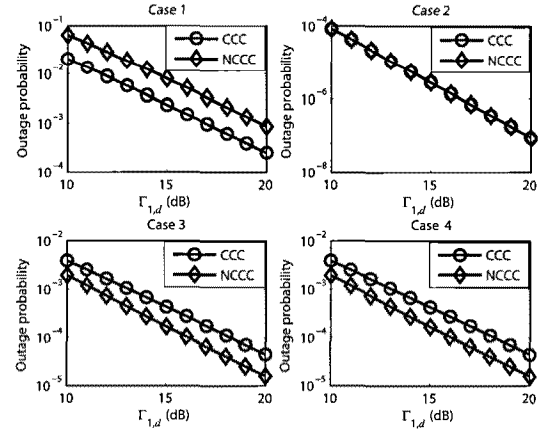 Case 1
10⁻¹
10⁻²
10⁻³
10⁻⁴
Outage probability
CCC
NCCC
10 15 20
Γ1,d (dB)
Case 2
10⁻⁴
10⁻⁶
10⁻⁸
Outage probability
CCC
NCCC
10 15 20
Γ1,d (dB)
Case 3
10⁻²
10⁻³
10⁻⁴
10⁻⁵
Outage probability
CCC
NCCC
10 15 20
Γ1,d (dB)
Case 4
10⁻²
10⁻³
10⁻⁴
10⁻⁵
Outage probability
CCC
NCCC
10 15 20
Γ1,d (dB)